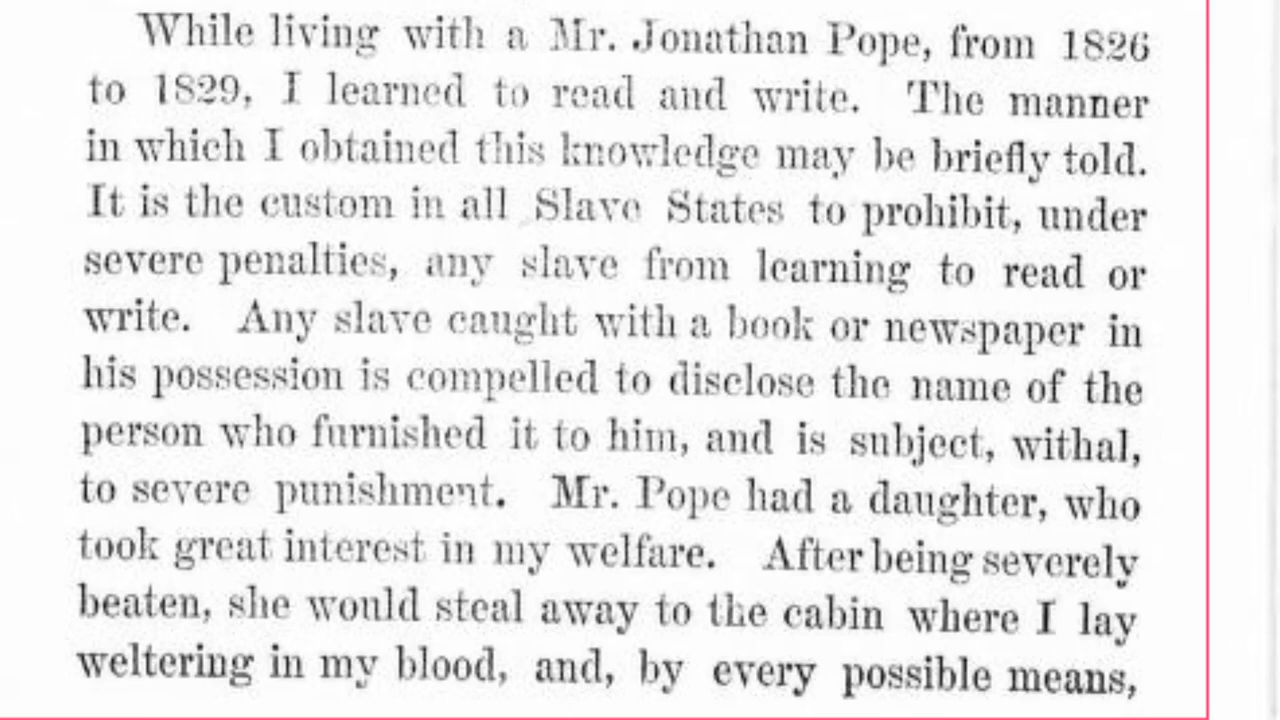 While living with a Mr. Jonathan Pope, from 1826
to 1829, I learned to read and write. The manner
in which I obtained this knowledge may be briefly told.
It is the custom in all Slave States to prohibit, under
severe penalties, any slave from learning to read or
write. Any slave caught with a book or newspaper in
his possession is compelled to disclose the name of the
person who furnished it to him, and is subject, withal,
to severe punishment. Mr. Pope had a daughter, who
took great interest in my welfare. After being severely
beaten, she would steal away to the cabin where I lay
weltering in my blood, and, by every possible means,